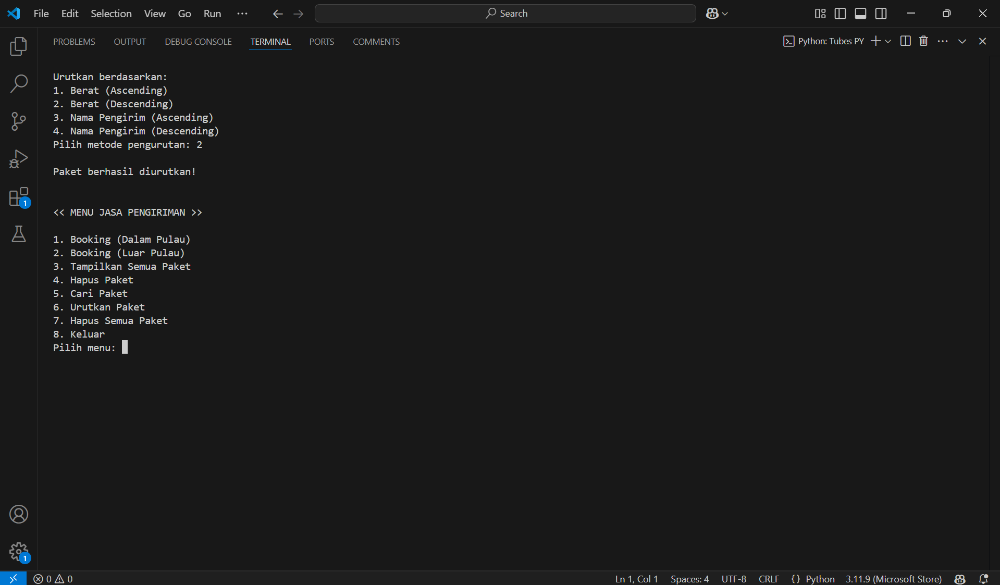 File Edit Selection View Go Run ··· Search
PROBLEMS OUTPUT DEBUG CONSOLE TERMINAL PORTS COMMENTS Python: Tubes PY
Urutkan berdasarkan:
1. Berat (Ascending)
2. Berat (Descending)
3. Nama Pengirim (Ascending)
4. Nama Pengirim (Descending)
Pilih metode pengurutan: 2
Paket berhasil diurutkan!
<< MENU JASA PENGIRIMAN >>
1. Booking (Dalam Pulau)
2. Booking (Luar Pulau)
3. Tampilkan Semua Paket
4. Hapus Paket
5. Cari Paket
6. Urutkan Paket
7. Hapus Semua Paket
8. Keluar
Pilih menu:
1
1
0 0 Ln 1, Col 1 Spaces: 4 UTF-8 CRLF {} Python 3.11.9 (Microsoft Store)